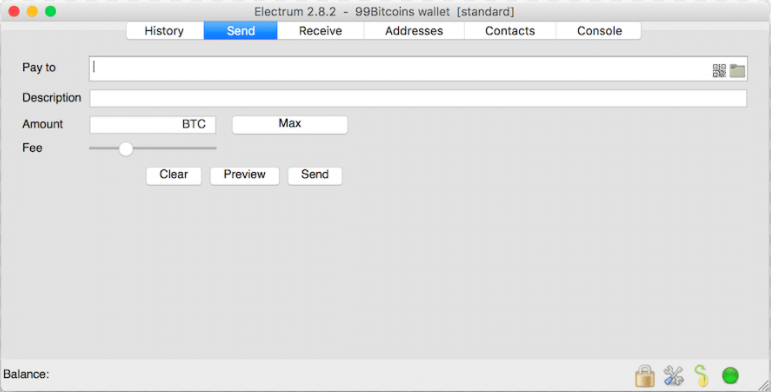 Electrum 2.8.2 - 99Bitcoins wallet [standard]
History Send Receive Addresses Contacts Console
Pay to
Description
Amount BTC Max
Fee
Clear Preview Send
Balance: